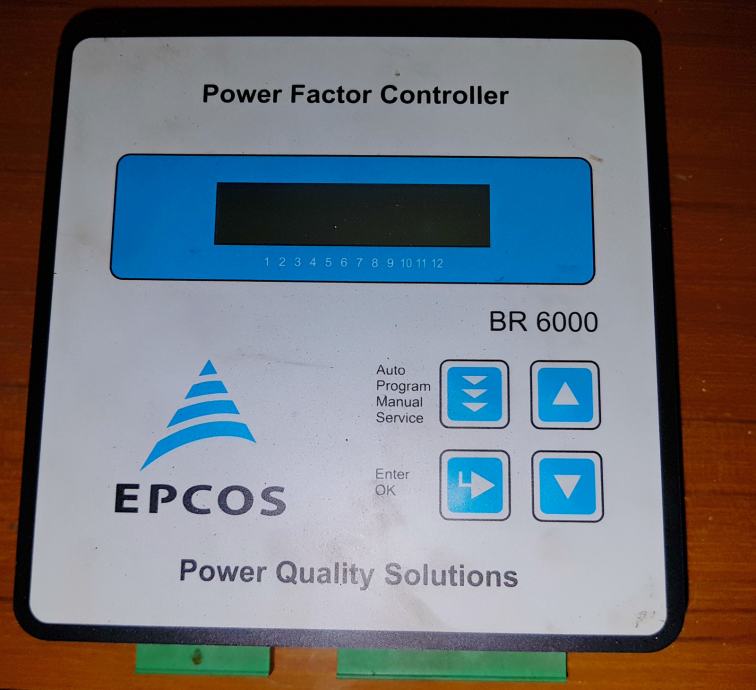 Power Factor Controller
1 2 3 4 5 6 7 8 9 10 11 12
BR 6000
Auto
Program
Manual
Service
Enter
OK
EPCOS
Power Quality Solutions